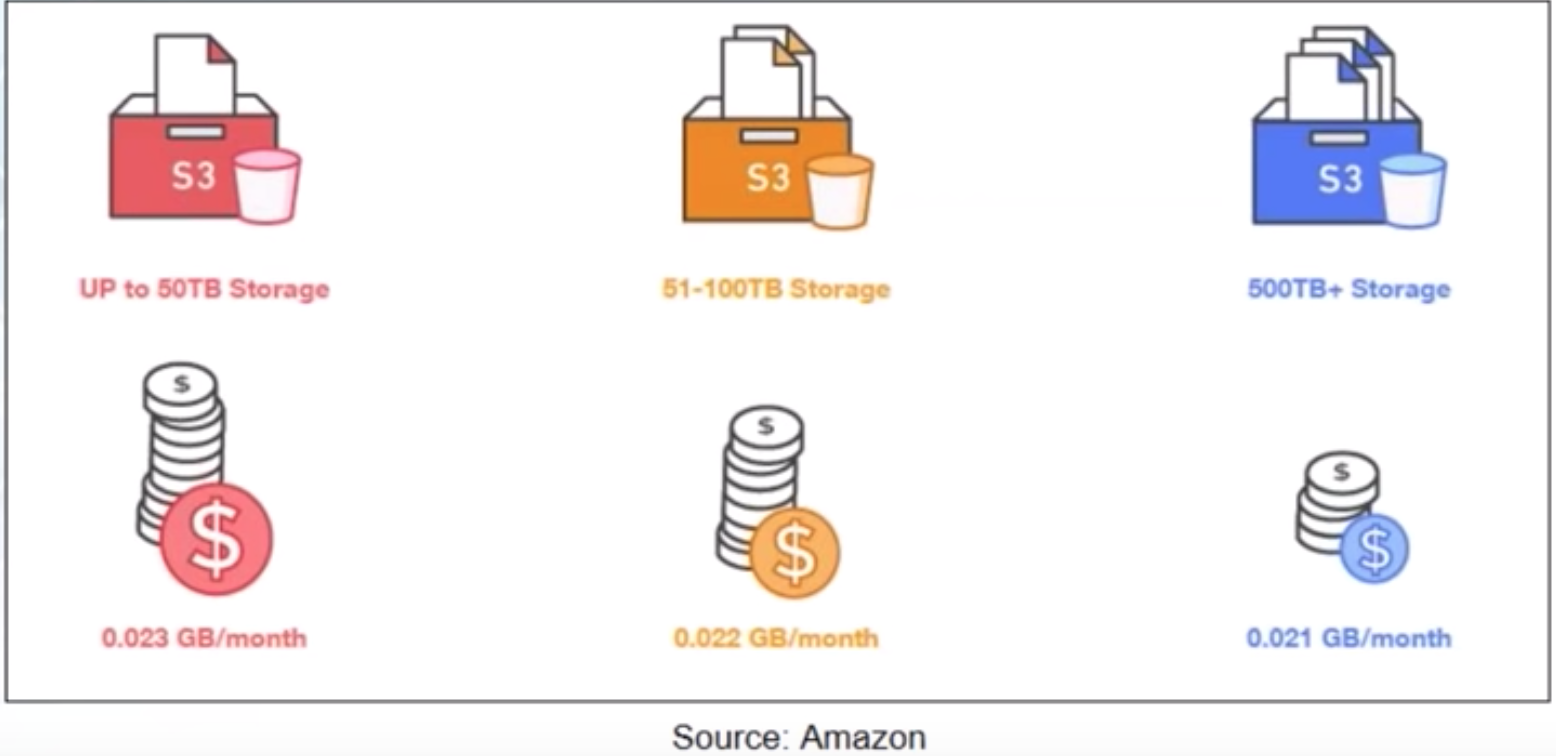 S3
S3
S3
UP to 50TB Storage
51-100TB Storage
500TB+ Storage
$
$
$
$
$
$
0.023 GB/month
0.022 GB/month
0.021 GB/month
Source: Amazon